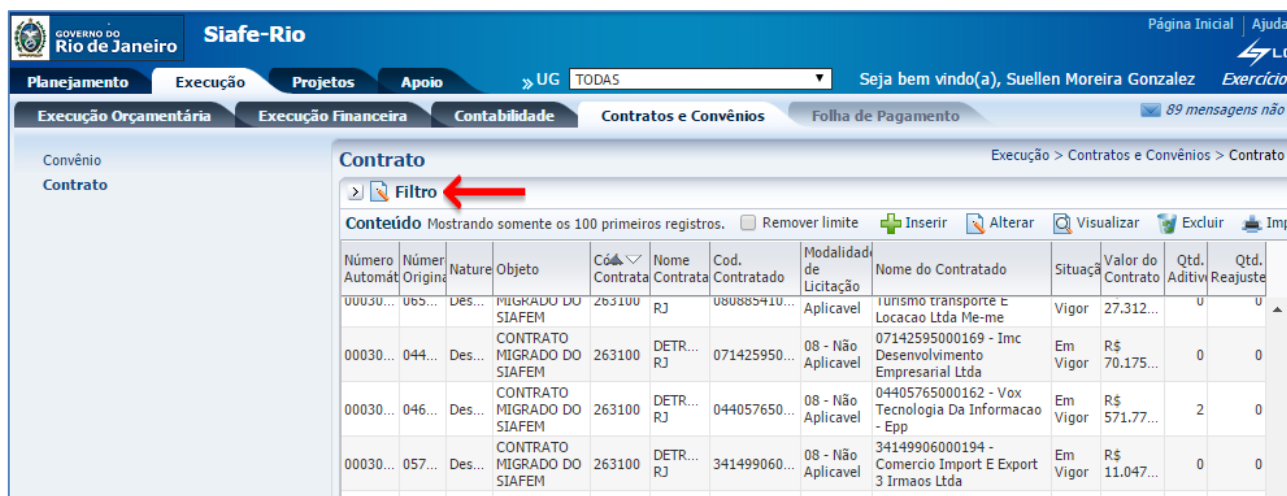 GOVERNO DO
Rio de Janeiro
Siafe-Rio
Página Inicial | Ajuda
Planejamento Execução Projetos Apoio
UG TODAS
Seja bem vindo(a), Suellen Moreira Gonzalez Exercício
Execução Orçamentária Execução Financeira Contabilidade Contratos e Convênios Folha de Pagamento
89 mensagens não
Convênio
Contrato
Contrato
Execução > Contratos e Convênios > Contrato
Filtro
Conteúdo Mostrando somente os 100 primeiros registros. Remover limite Inserir Alterar Visualizar Excluir Imp
Número Automát Númer Origina Nature Objeto Cód Contrata Nome Contrata Cod. Contratado Modalidad de Licitação Nome do Contratado Situaçã Valor do Contrato Qtd. Aditiv Qtd. Reajuste
00030... 065... Des... MIGRADO DO SIAFEM 263100 RJ 080885410... Aplicavel Turismo transporte E Locacao Ltda Me-me Vigor 27.312... 0 0
00030... 044... Des... CONTRATO MIGRADO DO SIAFEM 263100 DETR... RJ 071425950... 08 - Não Aplicavel 07142595000169 - Imc Desenvolvimento Empresarial Ltda Em Vigor R$ 70.175... 0 0
00030... 046... Des... CONTRATO MIGRADO DO SIAFEM 263100 DETR... RJ 044057650... 08 - Não Aplicavel 04405765000162 - Vox Tecnologia Da Informacao - Epp Em Vigor R$ 571.77... 2 0
00030... 057... Des... CONTRATO MIGRADO DO SIAFEM 263100 DETR... RJ 341499060... 08 - Não Aplicavel 34149906000194 - Comercio Import E Export 3 Irmaos Ltda Em Vigor R$ 11.047... 0 0